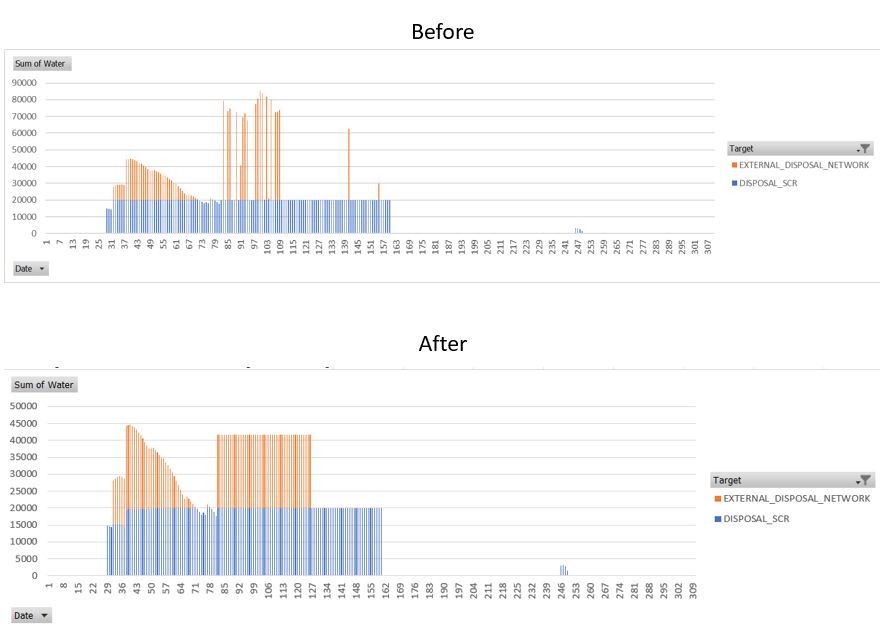 Before
Sum of Water
90000
80000
70000
60000
50000
40000
30000
20000
10000
0
1 7 13 19 25 31 37 43 49 55 61 67 73 79 85 91 97 103 109 115 121 127 133 139 145 151 157 163 169 175 181 187 193 199 205 211 217 223 229 235 241 247 253 259 265 271 277 283 289 295 301 307
Date
Target
EXTERNAL_DISPOSAL_NETWORK
DISPOSAL_SCR
After
Sum of Water
50000
45000
40000
35000
30000
25000
20000
15000
10000
5000
0
1 8 15 22 29 36 43 50 57 64 71 78 85 92 99 106 113 120 127 134 141 148 155 162 169 176 183 190 197 204 211 218 225 232 239 246 253 260 267 274 281 288 295 302 309
Date
Target
EXTERNAL_DISPOSAL_NETWORK
DISPOSAL_SCR